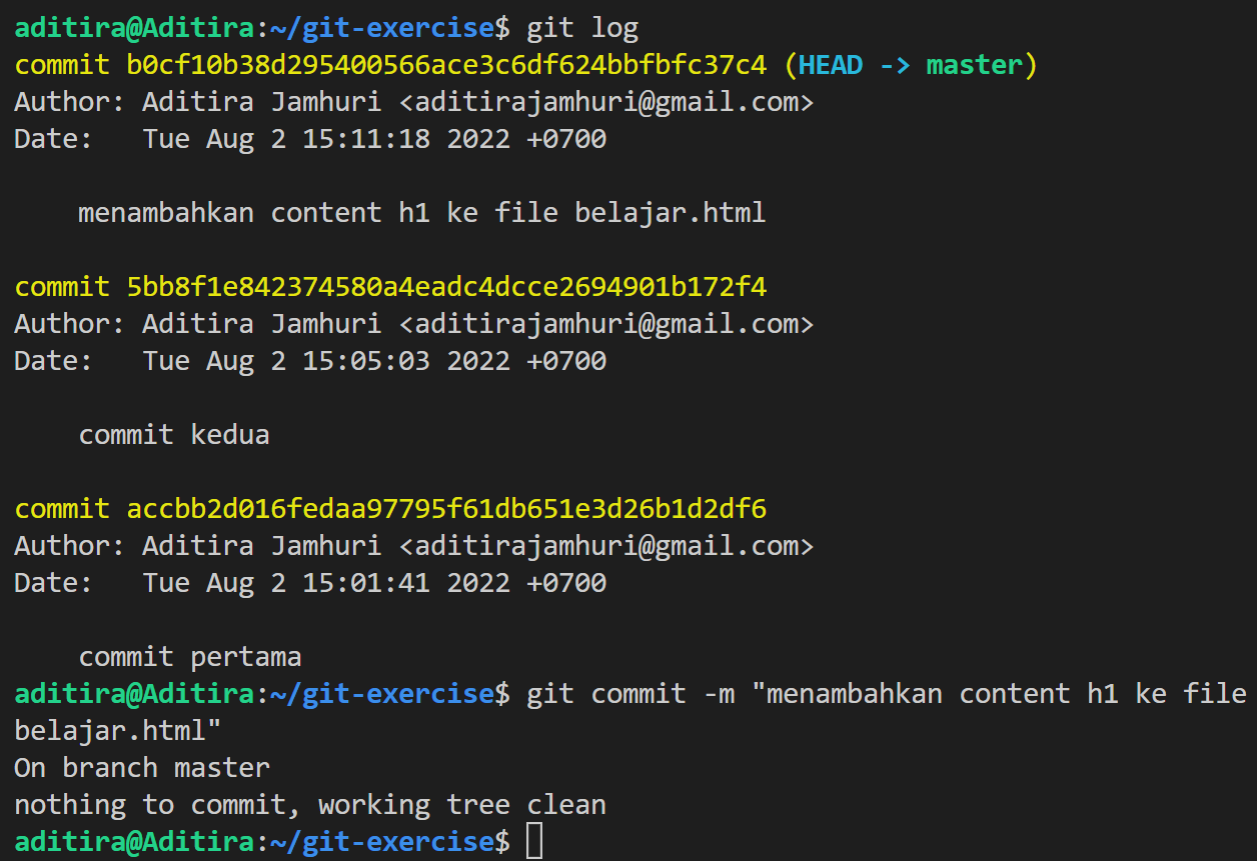 aditira@Aditira:~/git-exercise$ git log
commit b0cf10b38d295400566ace3c6df624bbfbfc37c4 (HEAD -> master)
Author: Aditira Jamhuri <aditirajamhuri@gmail.com>
Date:   Tue Aug 2 15:11:18 2022 +0700

    menambahkan content h1 ke file belajar.html

commit 5bb8f1e842374580a4eadc4dcce2694901b172f4
Author: Aditira Jamhuri <aditirajamhuri@gmail.com>
Date:   Tue Aug 2 15:05:03 2022 +0700

    commit kedua

commit accbb2d016fedaa97795f61db651e3d26b1d2df6
Author: Aditira Jamhuri <aditirajamhuri@gmail.com>
Date:   Tue Aug 2 15:01:41 2022 +0700

    commit pertama
aditira@Aditira:~/git-exercise$ git commit -m "menambahkan content h1 ke file
belajar.html"
On branch master
nothing to commit, working tree clean
aditira@Aditira:~/git-exercise$